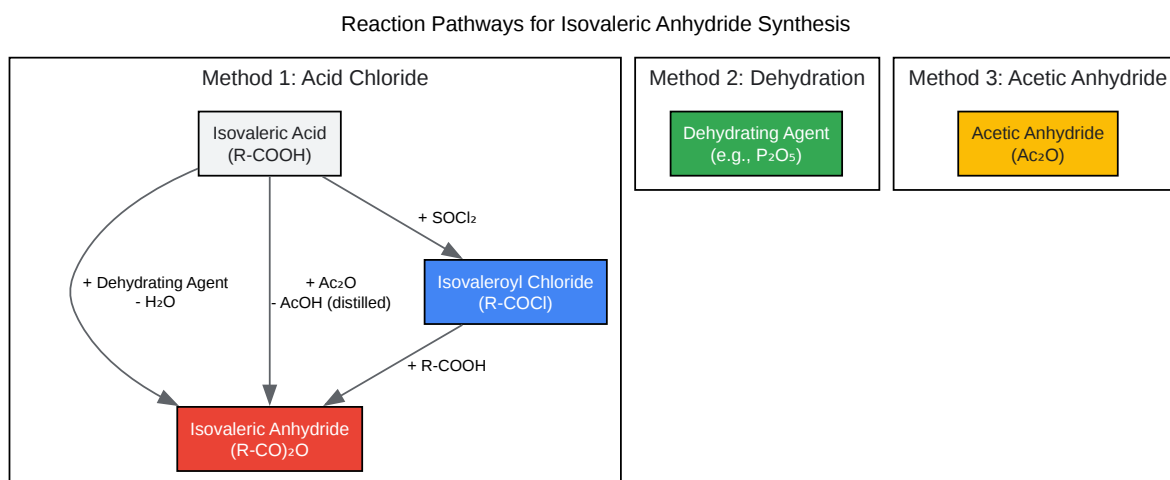 Reaction Pathways for Isovaleric Anhydride Synthesis
Method 1: Acid Chloride
Isovaleric Acid
(R-COOH)
+ SOCl₂
+ Dehydrating Agent
- H₂O
+ Ac₂O
- AcOH (distilled)
Isovaleroyl Chloride
(R-COCl)
+ R-COOH
Isovaleric Anhydride
(R-CO)₂O
Method 2: Dehydration
Dehydrating Agent
(e.g., P₂O₅)
Method 3: Acetic Anhydride
Acetic Anhydride
(Ac₂O)